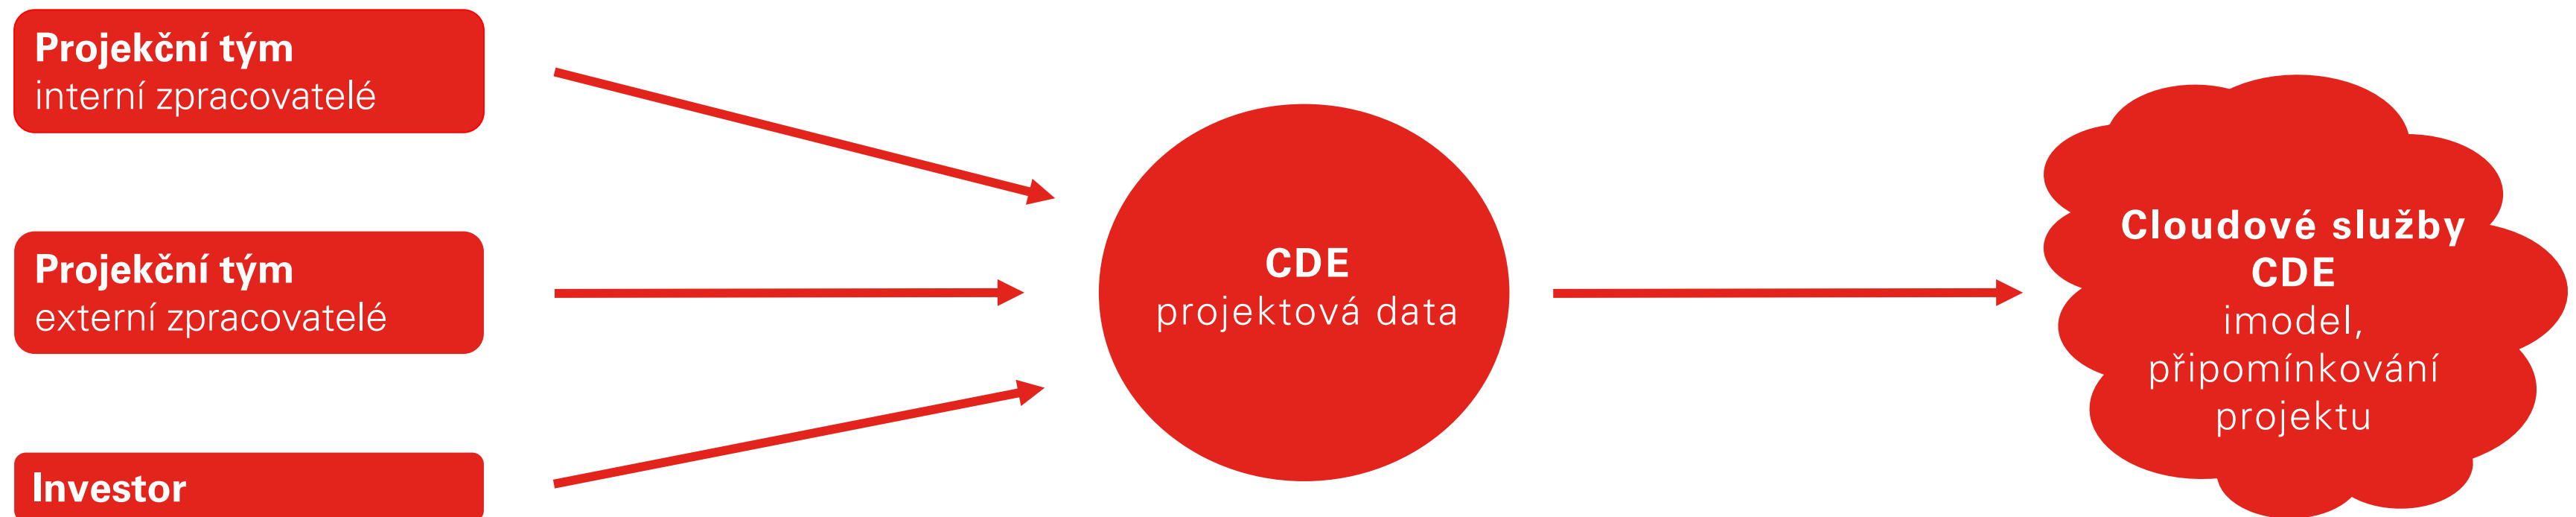 Projekční tým
interní zpracovatelé
Projekční tým
externí zpracovatelé
Investor
CDE
projektová data
Cloudové služby
CDE
imodel,
připomínkování
projektu